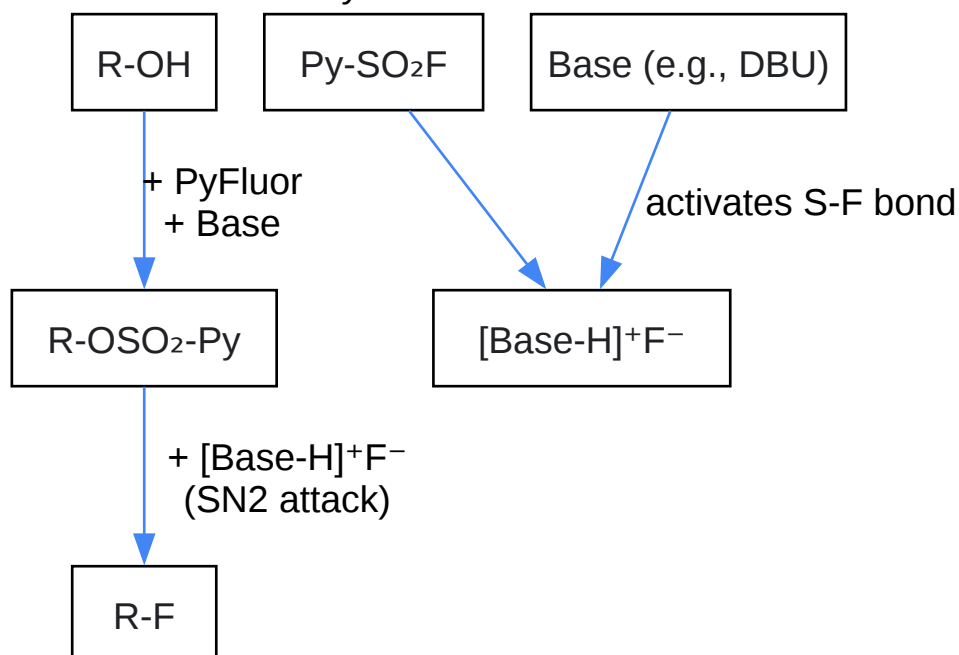 R-OH
Py-SO₂F
Base (e.g., DBU)
+ PyFluor
+ Base
activates S-F bond
R-OSO₂-Py
[Base-H]⁺F⁻
+ [Base-H]⁺F⁻
(SN2 attack)
R-F